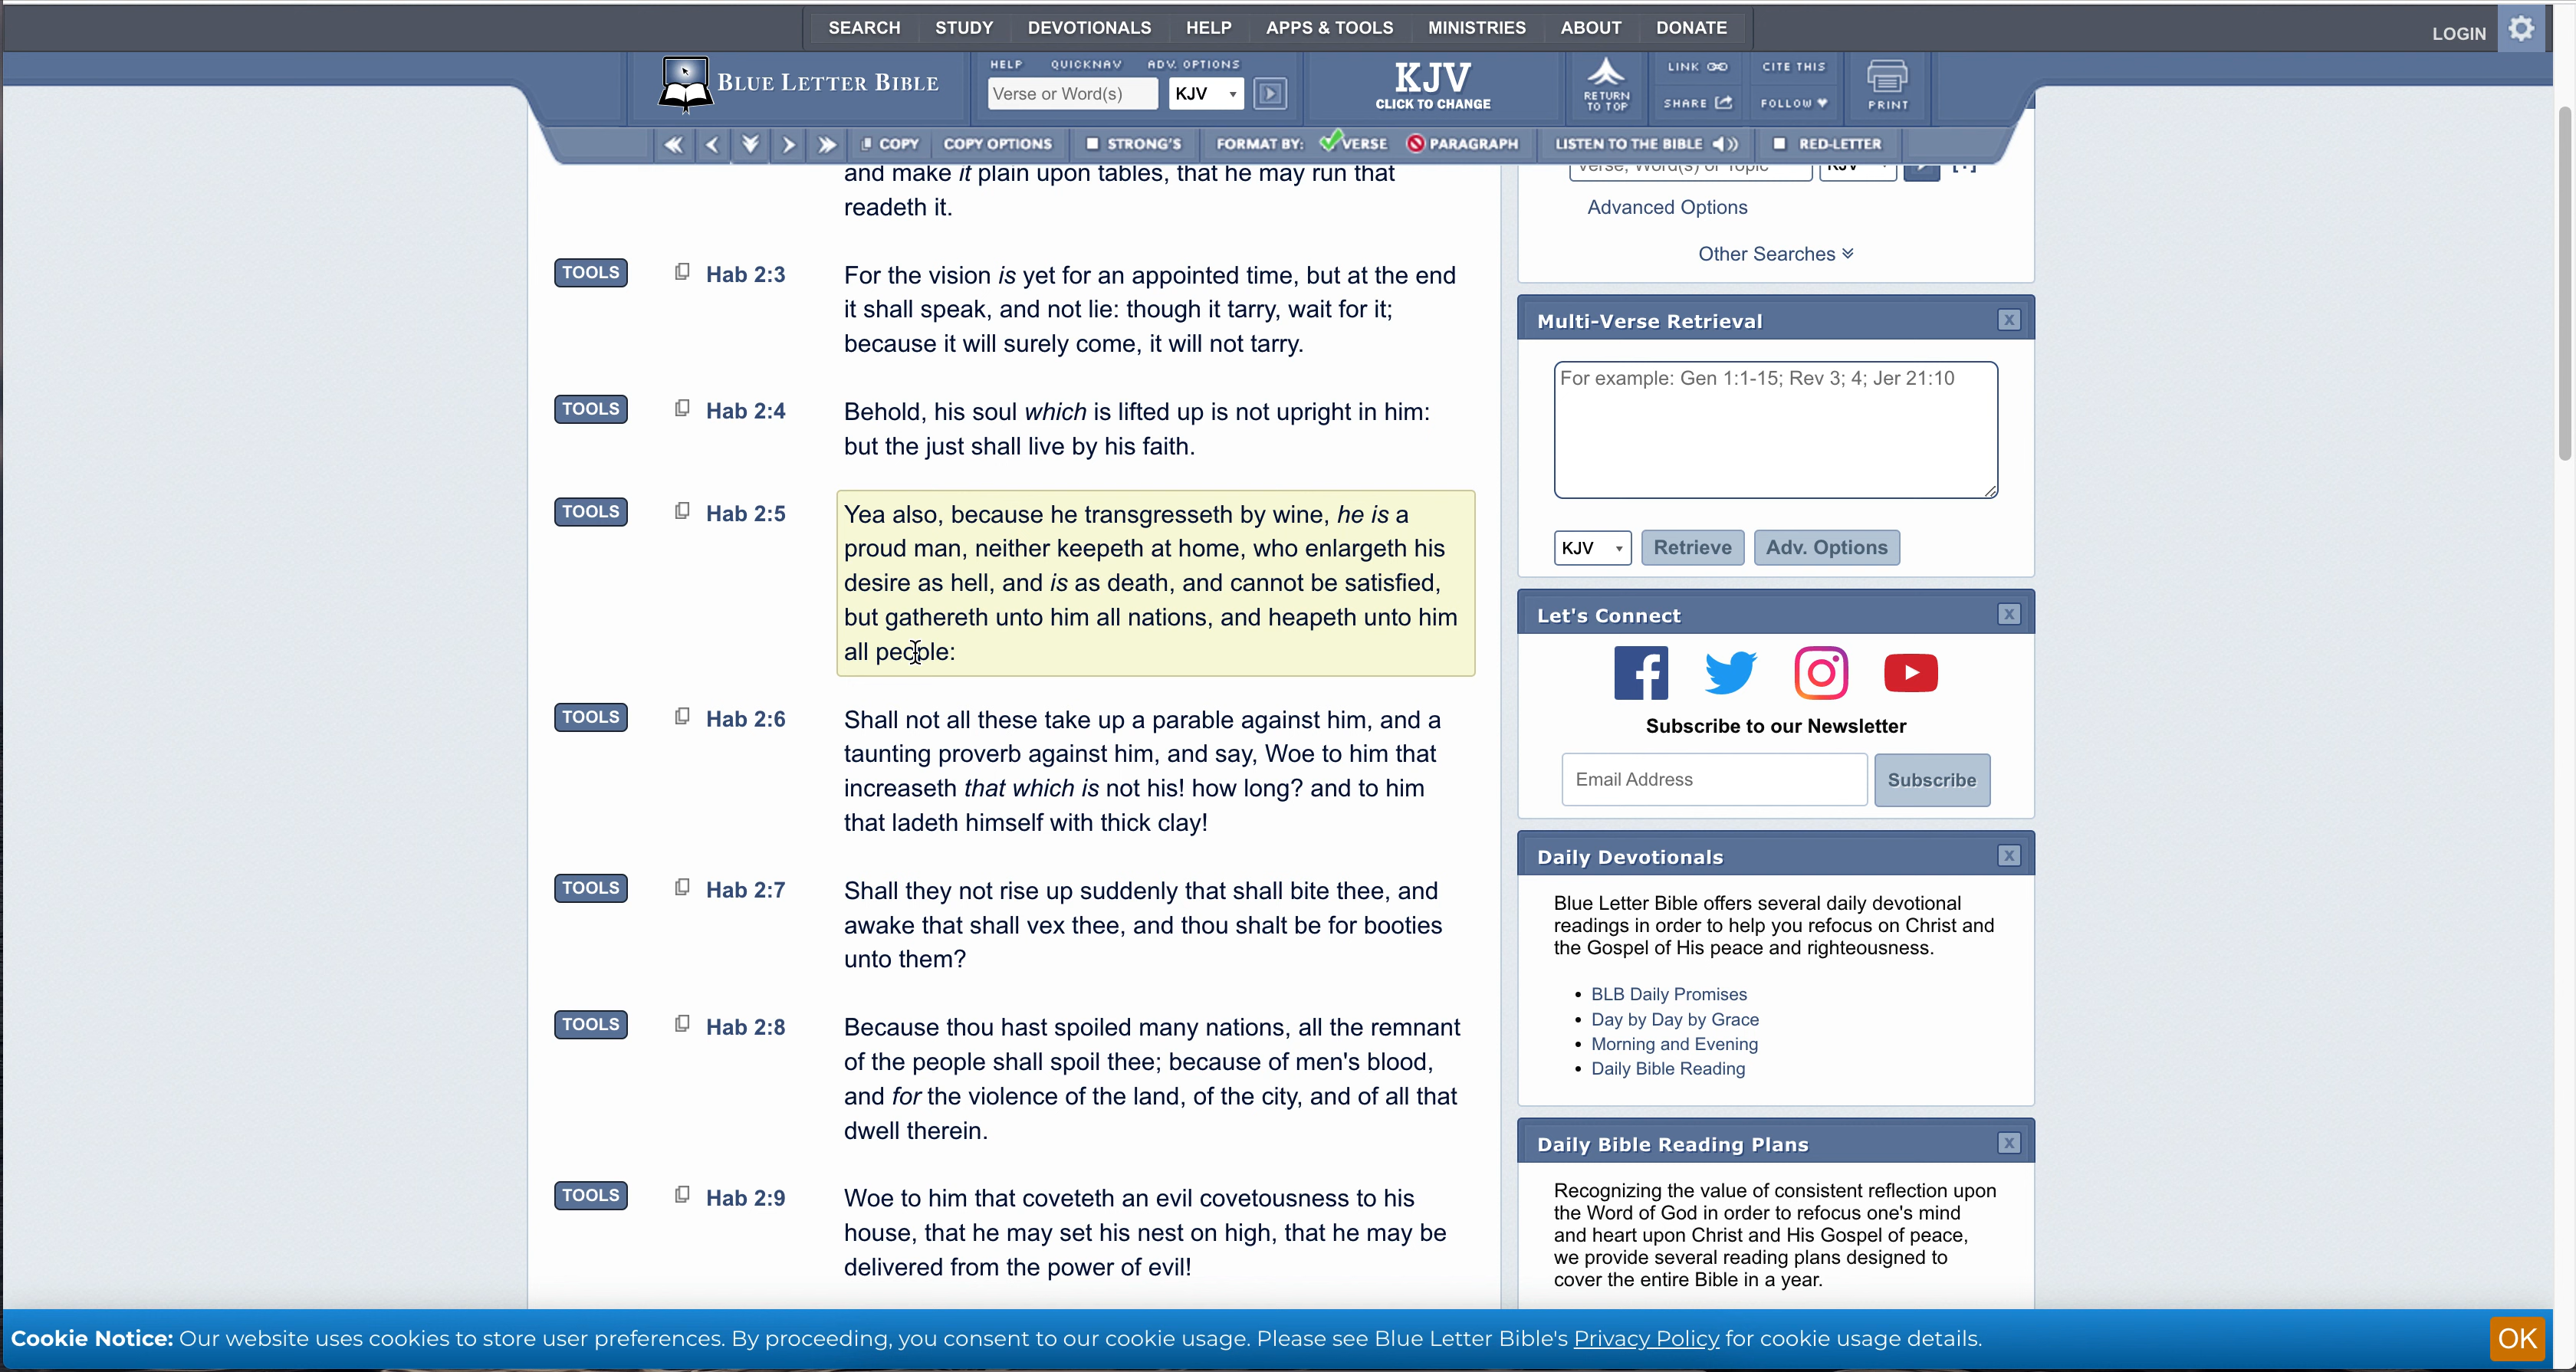 SEARCH STUDY DEVOTIONALS HELP APPS & TOOLS MINISTRIES ABOUT DONATE
LOGIN
BLUE LETTER BIBLE
HELP QUICKNAV ADV. OPTIONS
Verse or Word(s) KJV
KJV
CLICK TO CHANGE
RETURN
TO TOP
LINK CITE THIS
SHARE FOLLOW
PRINT
COPY COPY OPTIONS STRONG'S FORMAT BY: VERSE PARAGRAPH LISTEN TO THE BIBLE RED-LETTER
and make it plain upon tables, that he may run that
readeth it.
TOOLS Hab 2:3 For the vision is yet for an appointed time, but at the end
it shall speak, and not lie: though it tarry, wait for it;
because it will surely come, it will not tarry.
TOOLS Hab 2:4 Behold, his soul which is lifted up is not upright in him:
but the just shall live by his faith.
TOOLS Hab 2:5 Yea also, because he transgresseth by wine, he is a
proud man, neither keepeth at home, who enlargeth his
desire as hell, and is as death, and cannot be satisfied,
but gathereth unto him all nations, and heapeth unto him
all people:
TOOLS Hab 2:6 Shall not all these take up a parable against him, and a
taunting proverb against him, and say, Woe to him that
increaseth that which is not his! how long? and to him
that ladeth himself with thick clay!
TOOLS Hab 2:7 Shall they not rise up suddenly that shall bite thee, and
awake that shall vex thee, and thou shalt be for booties
unto them?
TOOLS Hab 2:8 Because thou hast spoiled many nations, all the remnant
of the people shall spoil thee; because of men's blood,
and for the violence of the land, of the city, and of all that
dwell therein.
TOOLS Hab 2:9 Woe to him that coveteth an evil covetousness to his
house, that he may set his nest on high, that he may be
delivered from the power of evil!
Verse, Word(s) or Topic KJV
Advanced Options
Other Searches
Multi-Verse Retrieval X
For example: Gen 1:1-15; Rev 3; 4; Jer 21:10
KJV Retrieve Adv. Options
Let's Connect X
Subscribe to our Newsletter
Email Address Subscribe
Daily Devotionals X
Blue Letter Bible offers several daily devotional
readings in order to help you refocus on Christ and
the Gospel of His peace and righteousness.
• BLB Daily Promises
• Day by Day by Grace
• Morning and Evening
• Daily Bible Reading
Daily Bible Reading Plans X
Recognizing the value of consistent reflection upon
the Word of God in order to refocus one's mind
and heart upon Christ and His Gospel of peace,
we provide several reading plans designed to
cover the entire Bible in a year.
Cookie Notice: Our website uses cookies to store user preferences. By proceeding, you consent to our cookie usage. Please see Blue Letter Bible's Privacy Policy for cookie usage details. OK